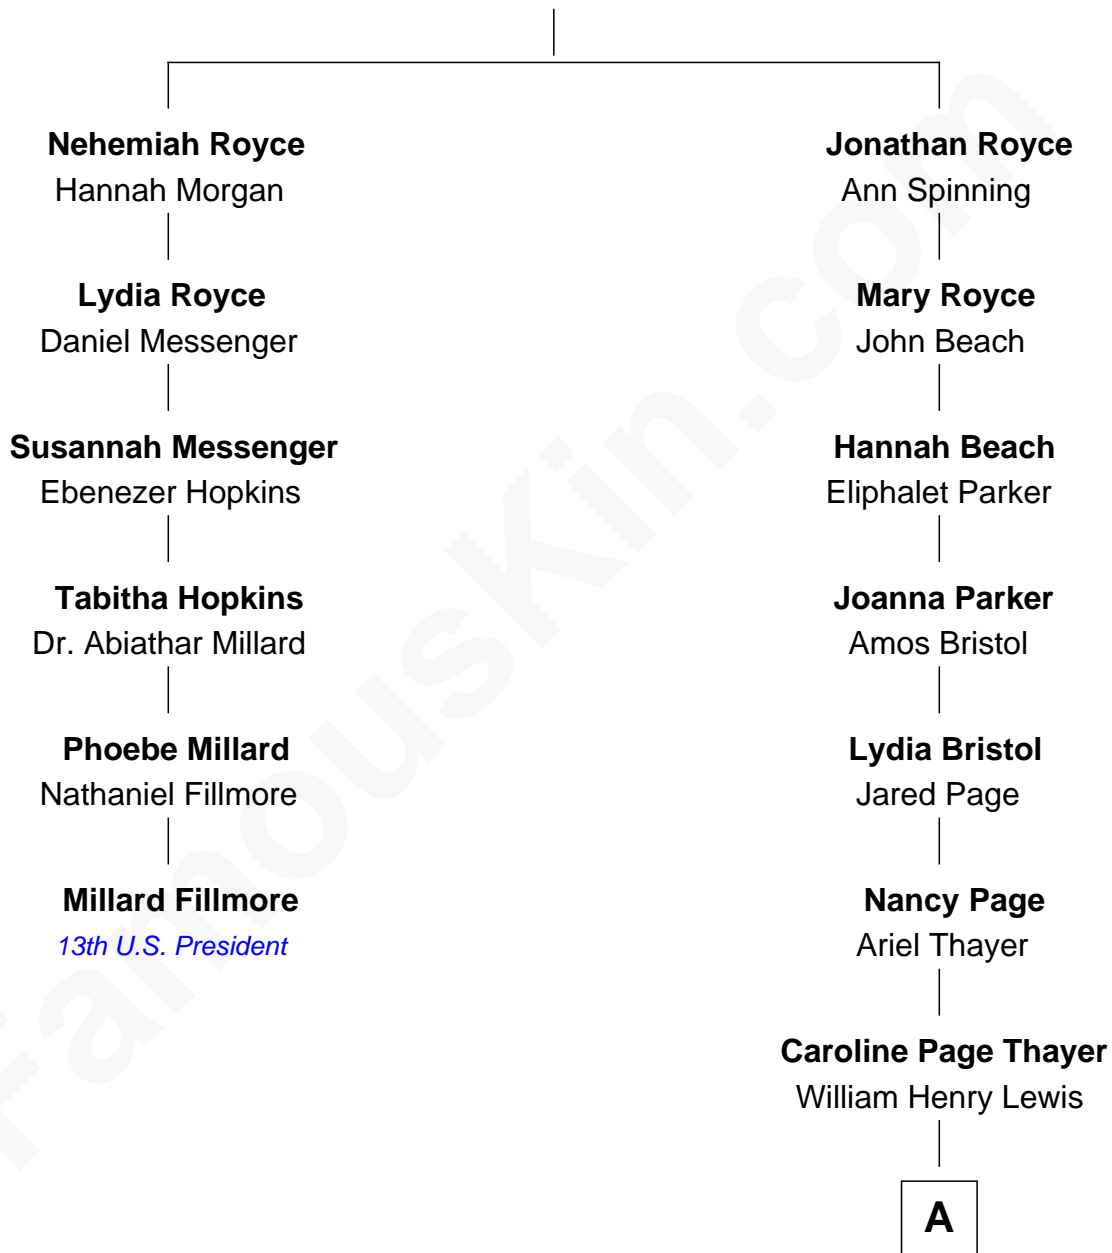 Nehemiah Royce
Hannah Morgan
Lydia Royce
Daniel Messenger
Susannah Messenger
Ebenezer Hopkins
Tabitha Hopkins
Dr. Abiathar Millard
Phoebe Millard
Nathaniel Fillmore
Millard Fillmore
13th U.S. President
Jonathan Royce
Ann Spinning
Mary Royce
John Beach
Hannah Beach
Eliphalet Parker
Joanna Parker
Amos Bristol
Lydia Bristol
Jared Page
Nancy Page
Ariel Thayer
Caroline Page Thayer
William Henry Lewis
A
FamousKin.com